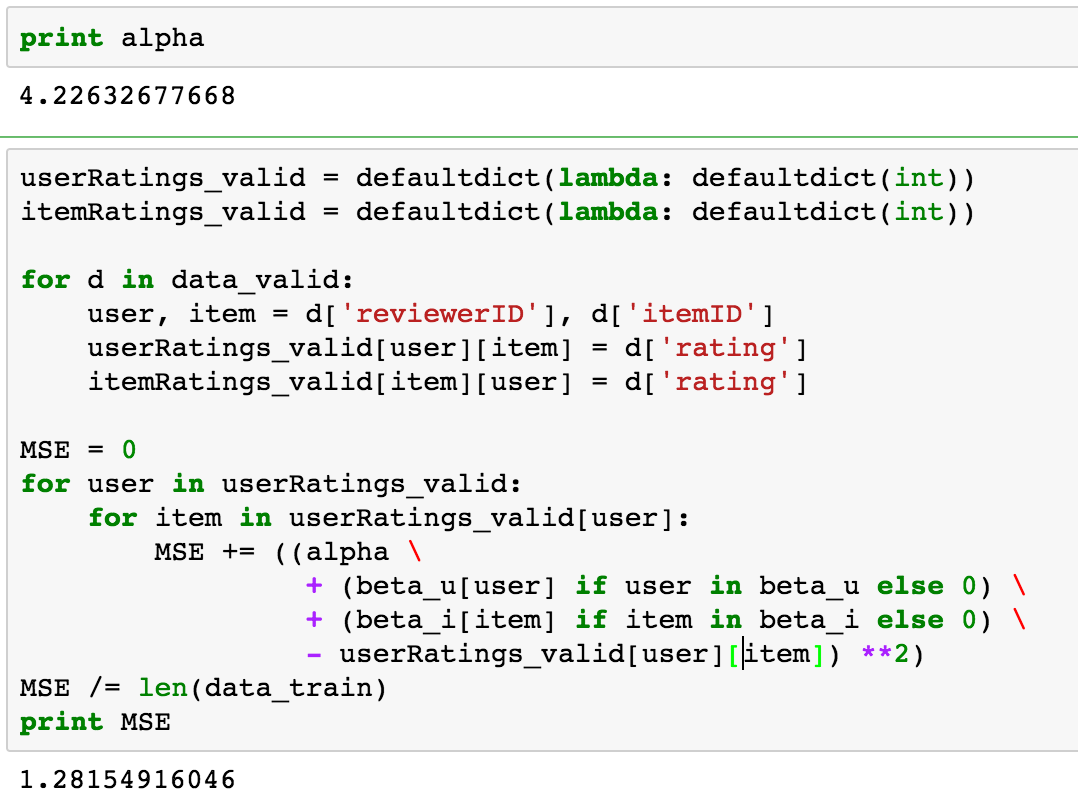 print alpha
4.22632677668
userRatings_valid = defaultdict(lambda: defaultdict(int))
itemRatings_valid = defaultdict(lambda: defaultdict(int))
for d in data_valid:
    user, item = d['reviewerID'], d['itemID']
    userRatings_valid[user][item] = d['rating']
    itemRatings_valid[item][user] = d['rating']
MSE = 0
for user in userRatings_valid:
    for item in userRatings_valid[user]:
        MSE += ((alpha \
                 + (beta_u[user] if user in beta_u else 0) \
                 + (beta_i[item] if item in beta_i else 0) \
                 - userRatings_valid[user][item]) **2)
MSE /= len(data_train)
print MSE
1.28154916046